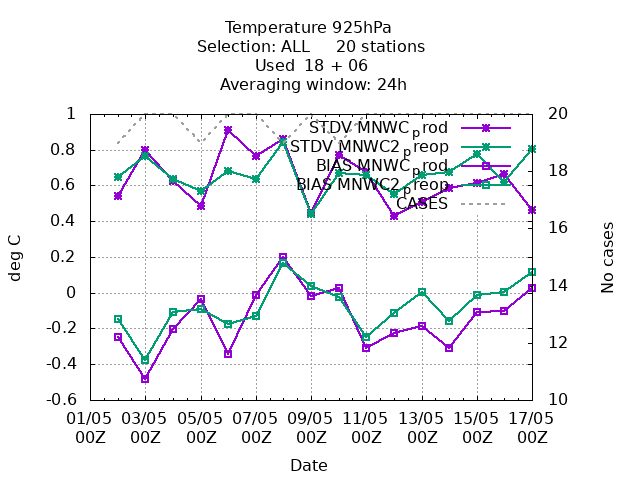 Temperature 925hPa
Selection: ALL     20 stations
Used  18 + 06
Averaging window: 24h
STDV MNWC_prod
STDV MNWC2_preop
BIAS MNWC_prod
BIAS MNWC2_preop
CASES
1
0.8
0.6
0.4
0.2
0
-0.2
-0.4
-0.6
deg C
20
18
16
14
12
10
No cases
01/05 03/05 05/05 07/05 09/05 11/05 13/05 15/05 17/05
00Z 00Z 00Z 00Z 00Z 00Z 00Z 00Z 00Z
Date